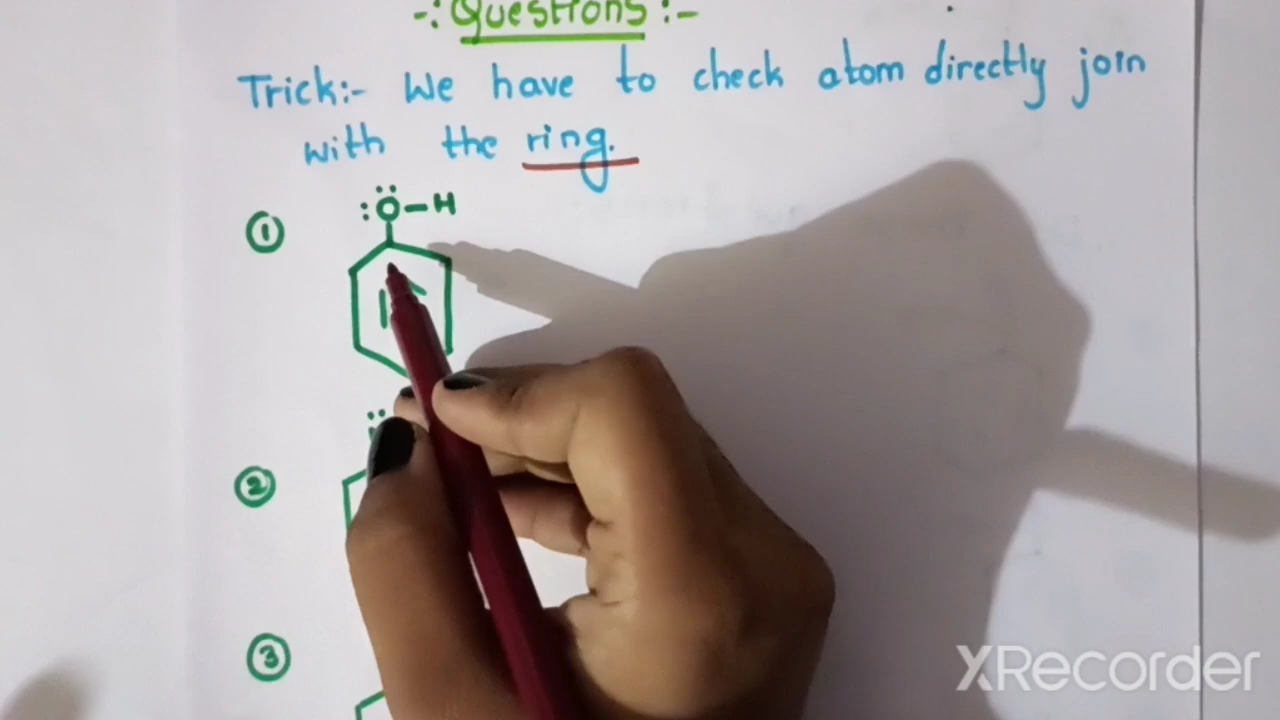 -: Questions :-
Trick:- We have to check atom directly join
with the ring.
① :Ö-H
②
③
XRecorder